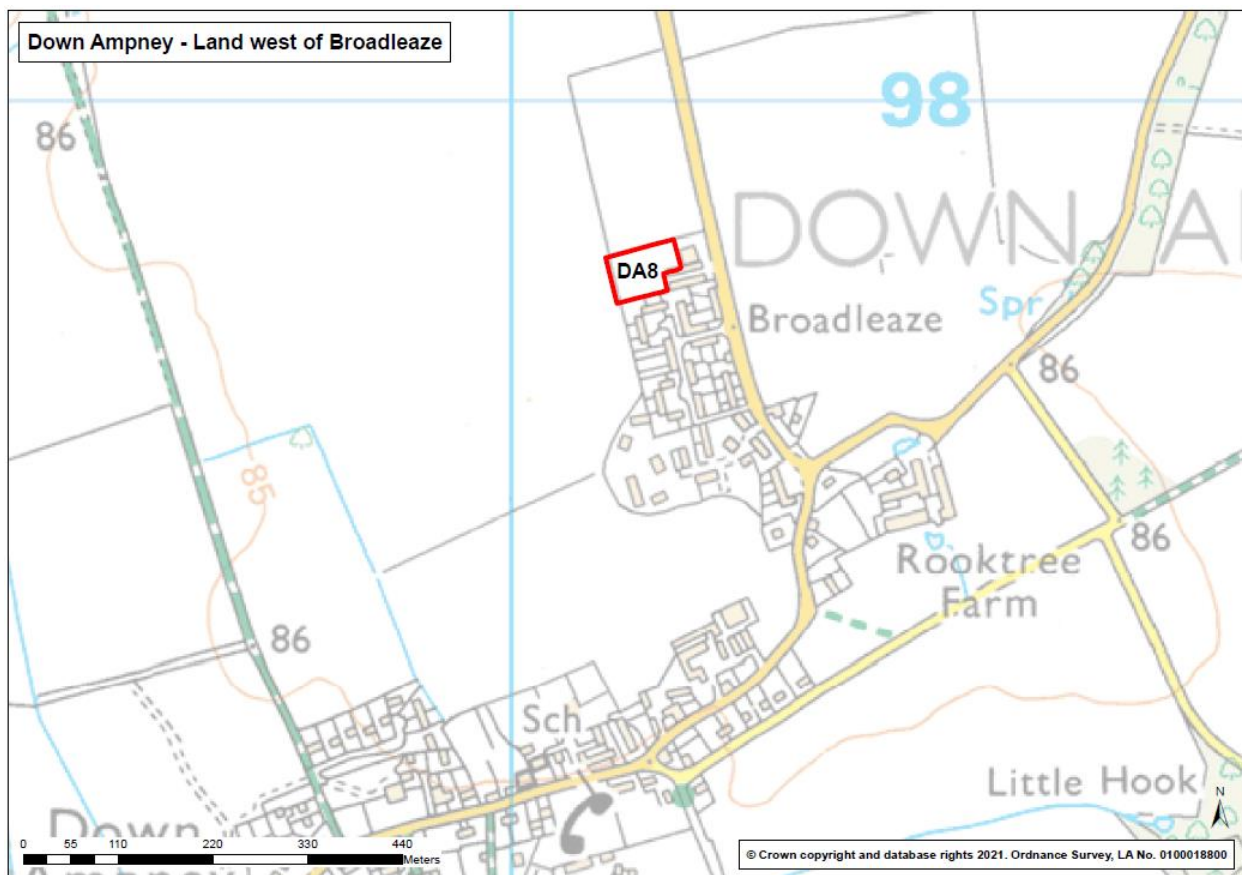 Down Ampney - Land west of Broadleaze
98
86
DOWN A
DA8
Spr
Broadleaze
86
85
86
Rooktree
Farm
86
Sch
Little Hook
N
Down
Ampney
0 55 110 220 330 440
Meters
© Crown copyright and database rights 2021. Ordnance Survey, LA No. 0100018800